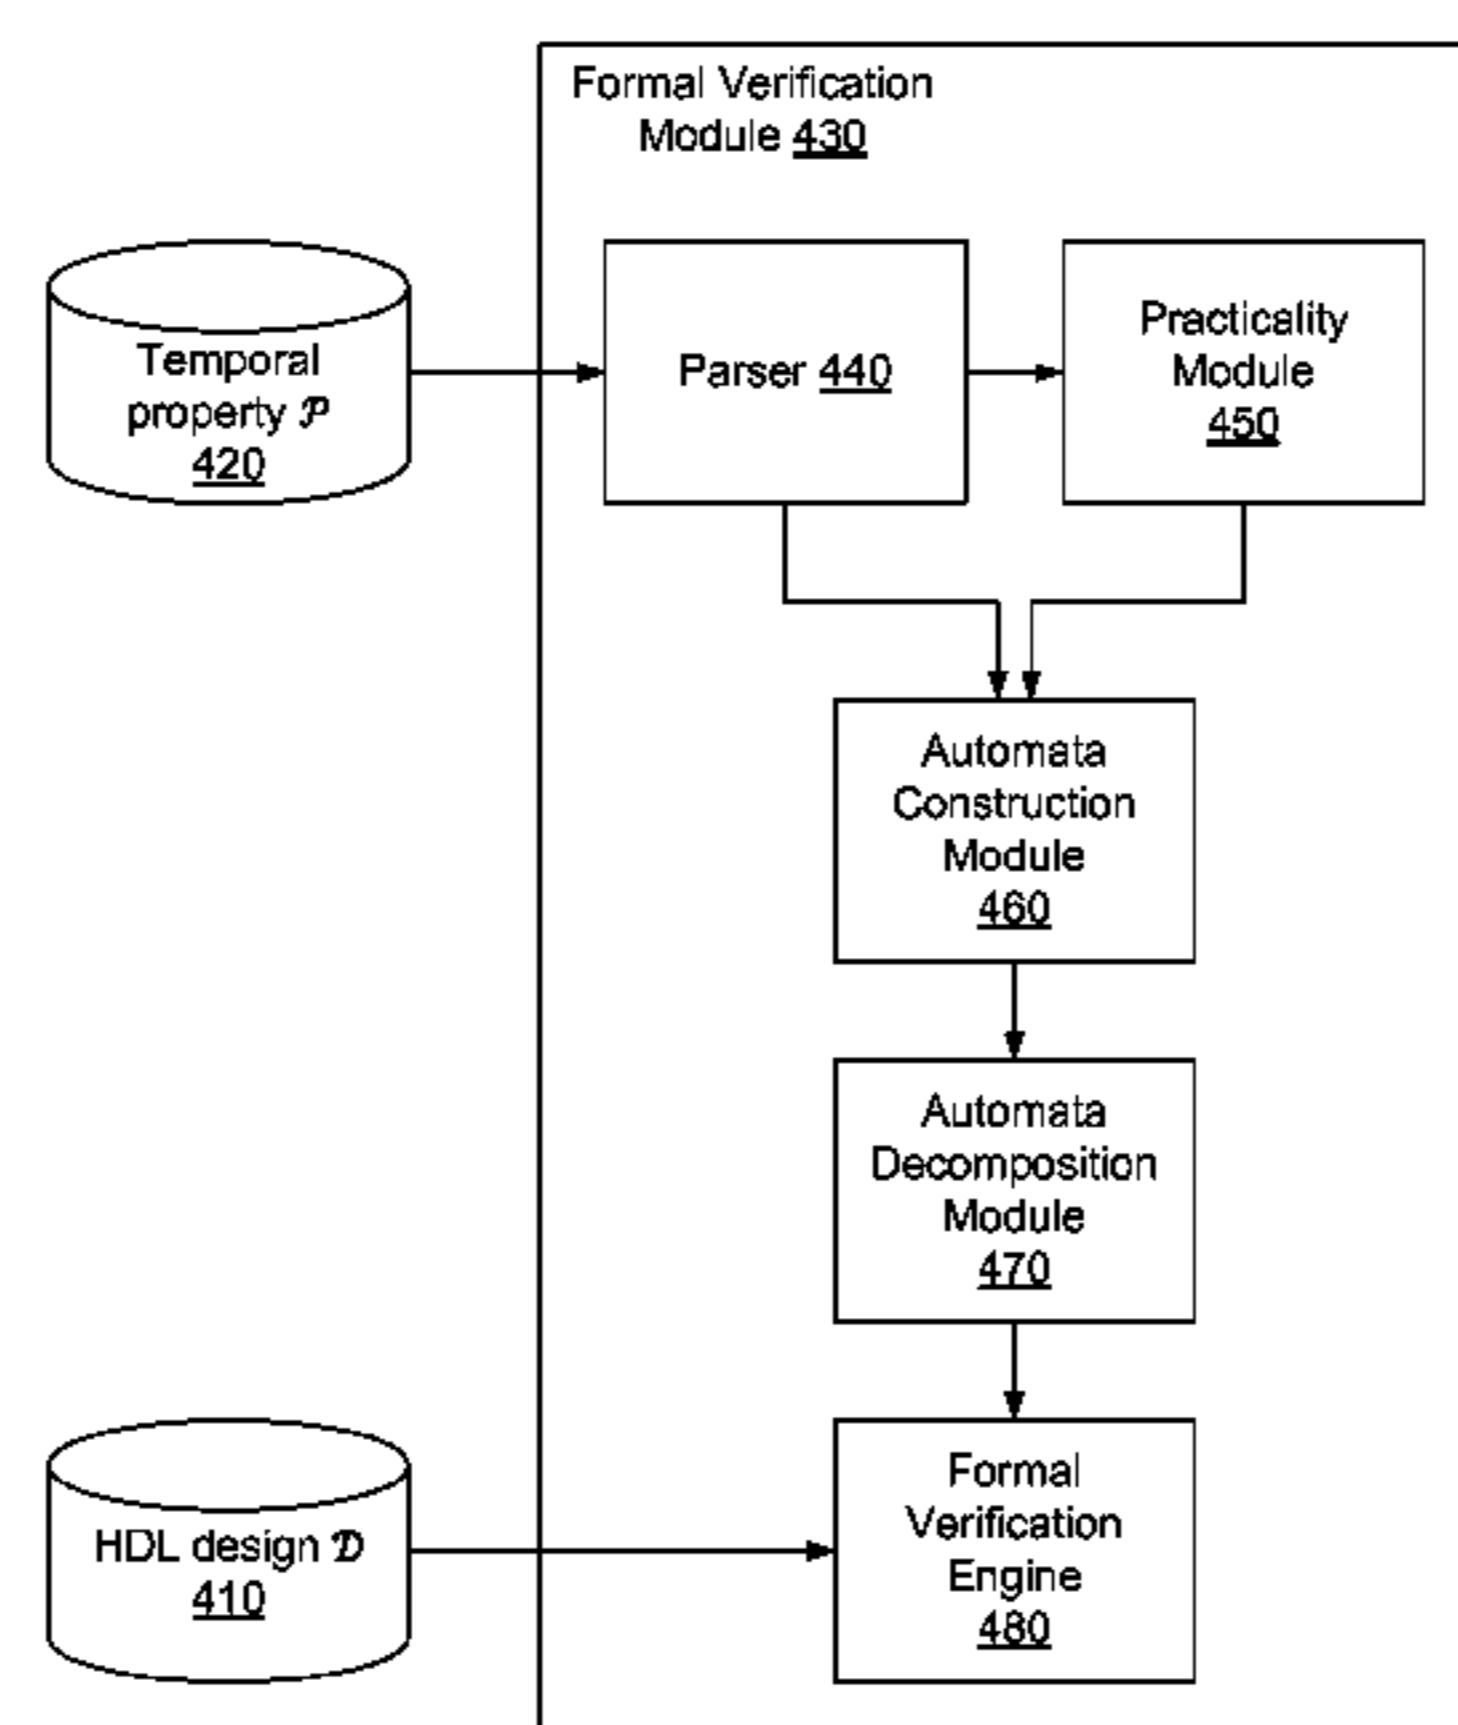 Formal Verification
Module 430
Temporal
property 𝒫
420
Parser 440
Practicality
Module
450
Automata
Construction
Module
460
Automata
Decomposition
Module
470
HDL design 𝒟
410
Formal
Verification
Engine
480